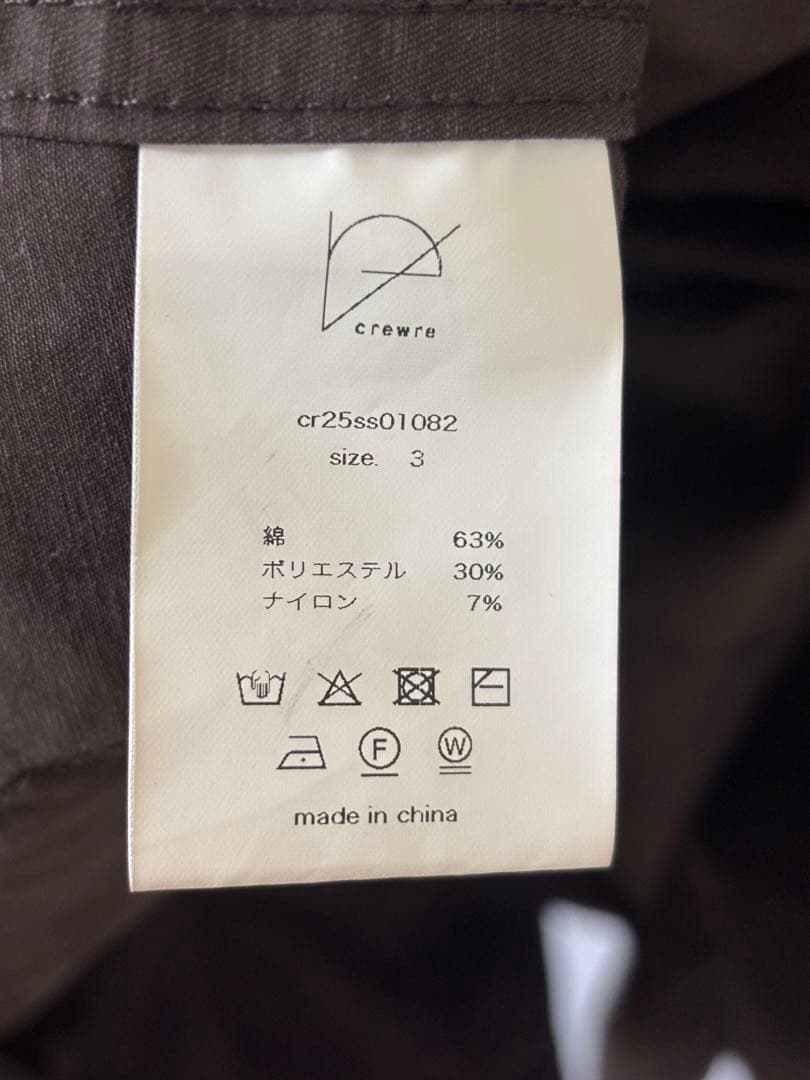 crewre
cr25ss01082
size. 3
綿 63%
ポリエステル 30%
ナイロン 7%
F W
made in china